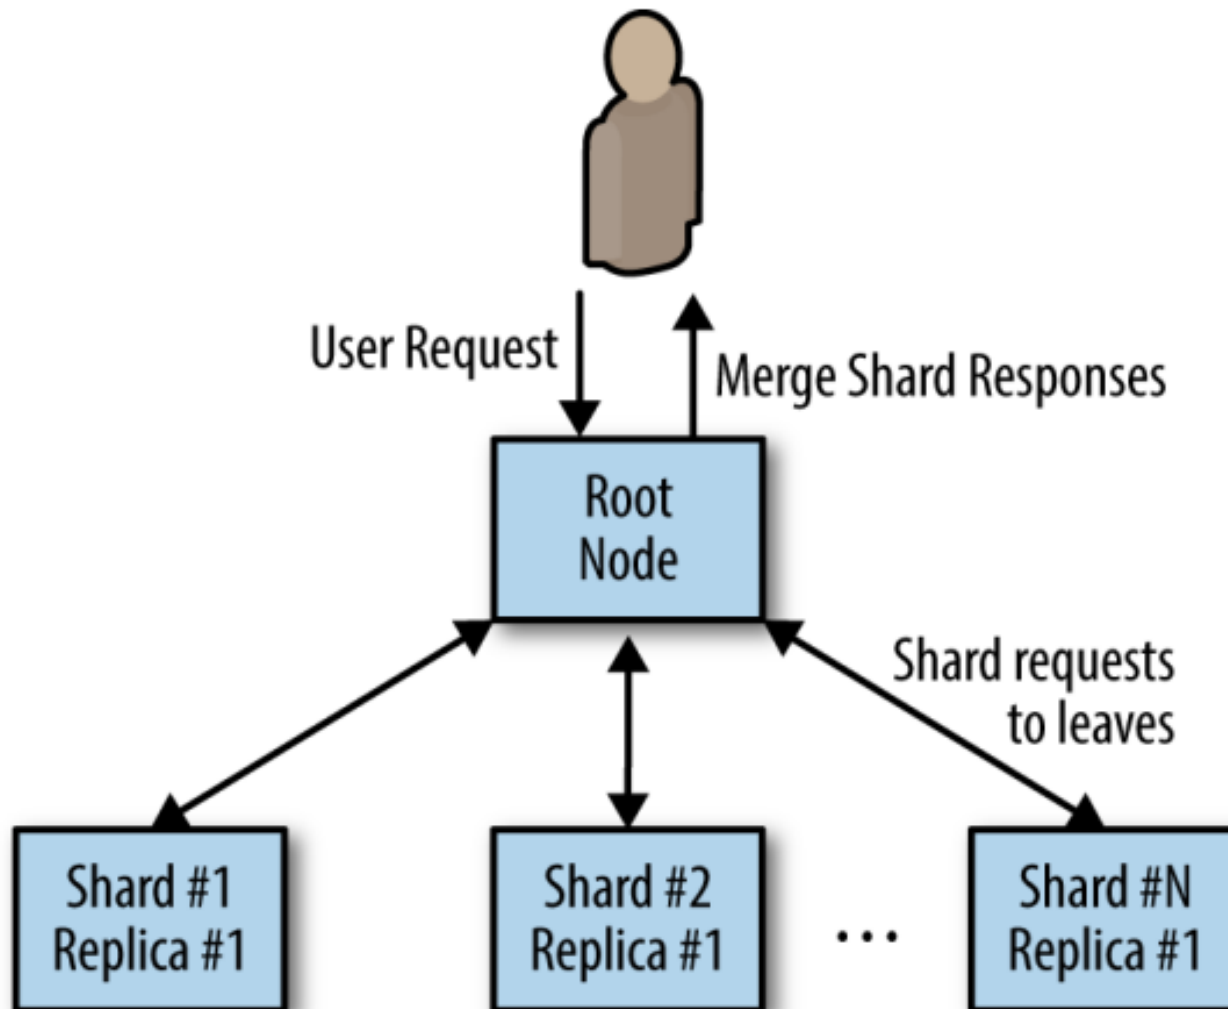 User Request
Merge Shard Responses
Root
Node
Shard requests
to leaves
Shard #1
Replica #1
Shard #2
Replica #1
...
Shard #N
Replica #1